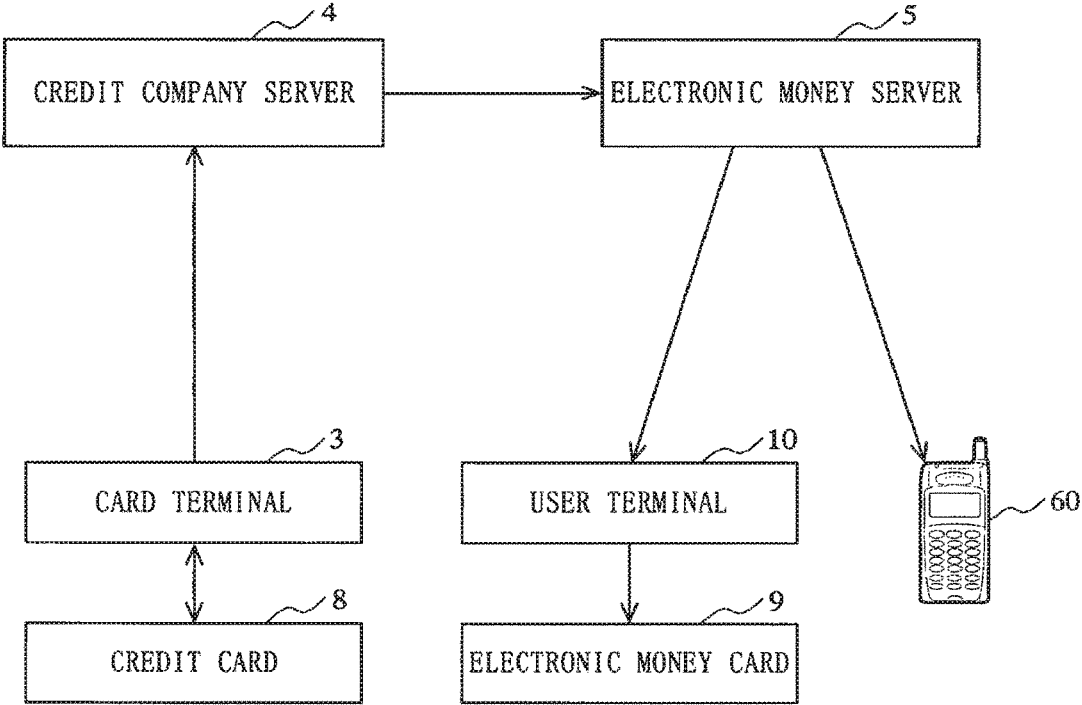 4
5
CREDIT COMPANY SERVER
ELECTRONIC MONEY SERVER
3
10
CARD TERMINAL
USER TERMINAL
60
8
9
CREDIT CARD
ELECTRONIC MONEY CARD